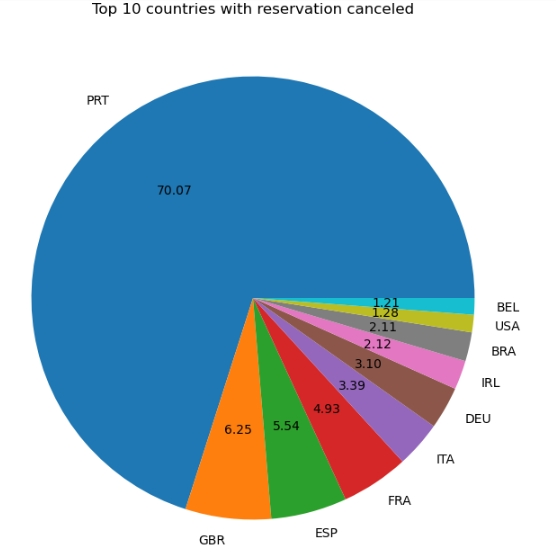 Top 10 countries with reservation canceled
PRT
70.07
1.21
BEL
1.28
USA
2.11
BRA
2.12
IRL
3.10
DEU
3.39
ITA
4.93
FRA
5.54
ESP
6.25
GBR